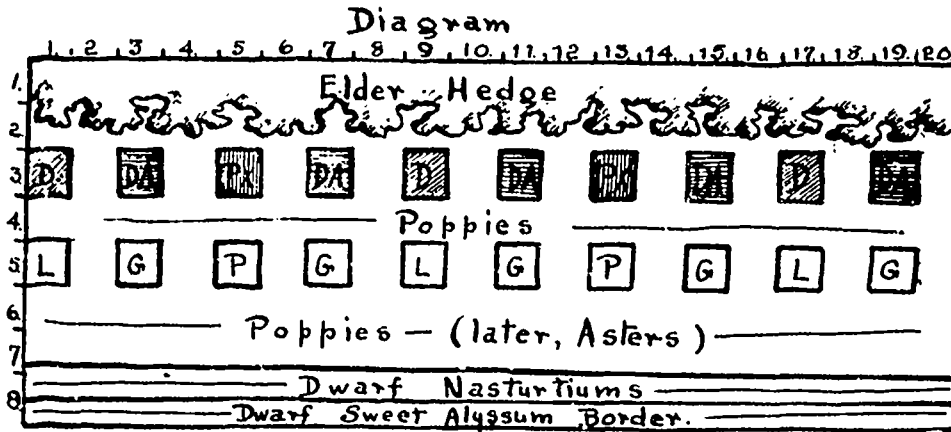 Diagram
1 2 3 4 5 6 7 8 9 10 11 12 13 14 15 16 17 18 19 20
1. Elder Hedge
2
3 D DA Px DA D DA Px DA D DA
4. Poppies
5. L G P G L G P G L G
6 Poppies — (later, Asters)
7
Dwarf Nasturtiums
8 Dwarf Sweet Alyssum Border.